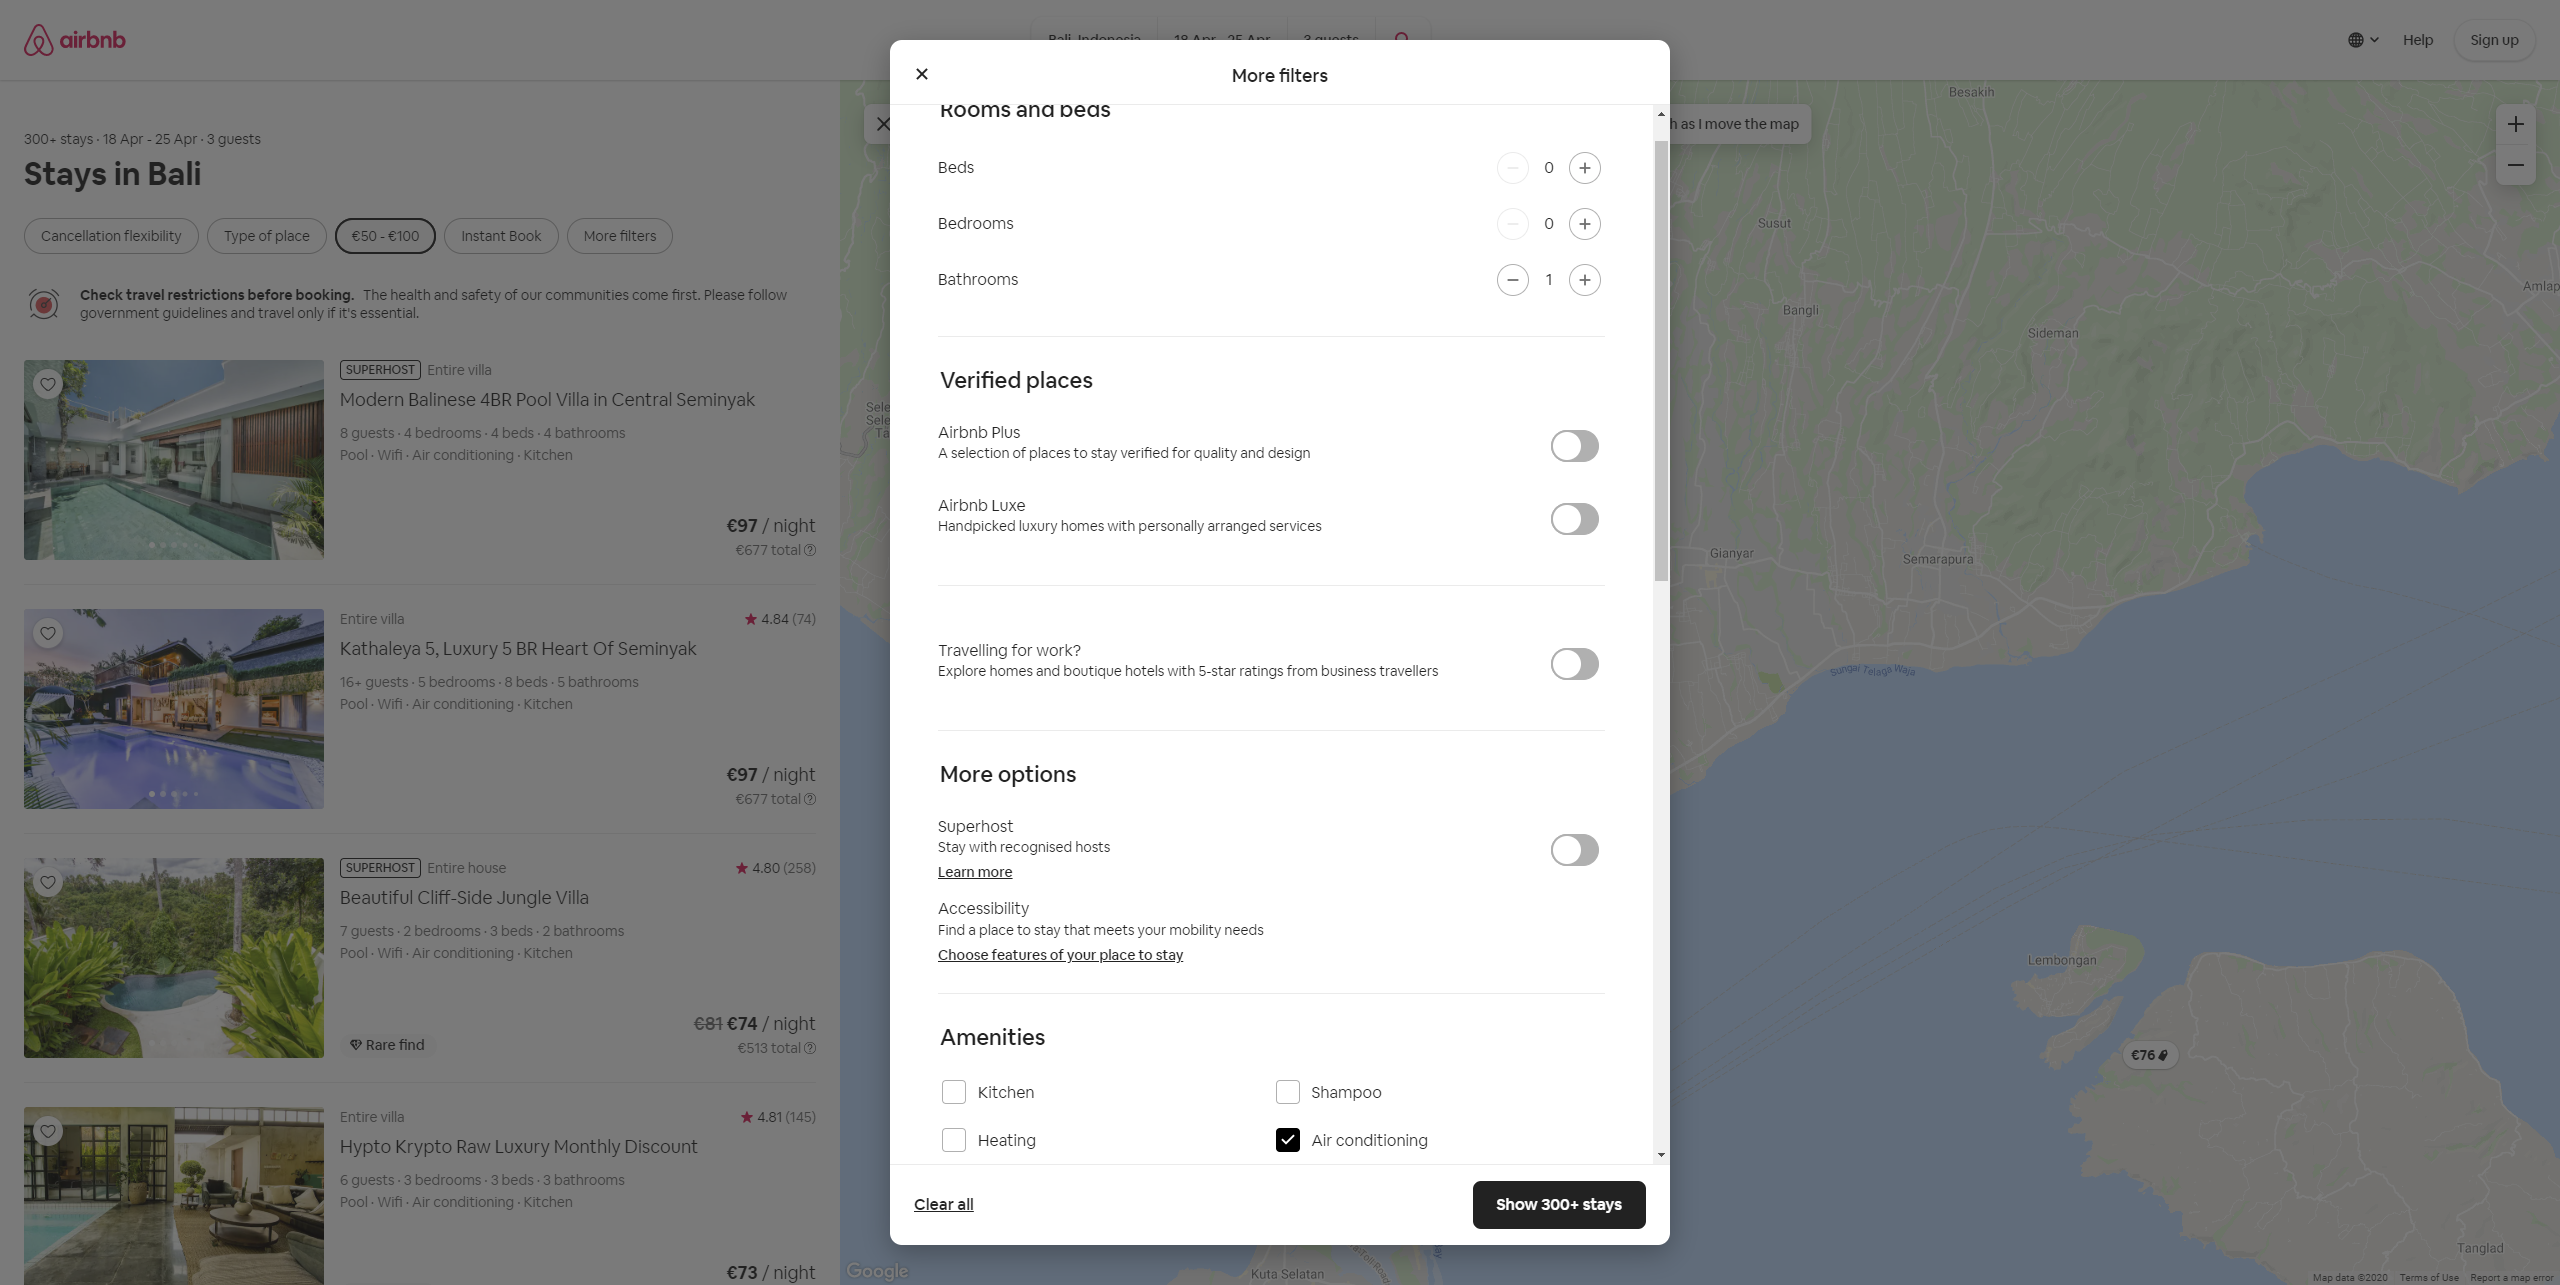 airbnb
Bali, Indonesia
18 Apr - 25 Apr
3 guests
Help
Sign up
300+ stays · 18 Apr - 25 Apr · 3 guests
Stays in Bali
Cancellation flexibility
Type of place
€50 - €100
Instant Book
More filters
Check travel restrictions before booking. The health and safety of our communities come first. Please follow
government guidelines and travel only if it's essential.
SUPERHOST Entire villa
Modern Balinese 4BR Pool Villa in Central Seminyak
8 guests · 4 bedrooms · 4 beds · 4 bathrooms
Pool · Wifi · Air conditioning · Kitchen
€97 / night
€677 total
Entire villa
4.84 (74)
Kathaleya 5, Luxury 5 BR Heart Of Seminyak
16+ guests · 5 bedrooms · 8 beds · 5 bathrooms
Pool · Wifi · Air conditioning · Kitchen
€97 / night
€677 total
SUPERHOST Entire house
4.80 (258)
Beautiful Cliff-Side Jungle Villa
7 guests · 2 bedrooms · 3 beds · 2 bathrooms
Pool · Wifi · Air conditioning · Kitchen
€81 €74 / night
Rare find
€513 total
Entire villa
4.81 (145)
Hypto Krypto Raw Luxury Monthly Discount
6 guests · 3 bedrooms · 3 beds · 3 bathrooms
Pool · Wifi · Air conditioning · Kitchen
€73 / night
More filters
Rooms and beds
Beds
0
Bedrooms
0
Bathrooms
1
Verified places
Airbnb Plus
A selection of places to stay verified for quality and design
Airbnb Luxe
Handpicked luxury homes with personally arranged services
Travelling for work?
Explore homes and boutique hotels with 5-star ratings from business travellers
More options
Superhost
Stay with recognised hosts
Learn more
Accessibility
Find a place to stay that meets your mobility needs
Choose features of your place to stay
Amenities
Kitchen
Shampoo
Heating
Air conditioning
Clear all
Show 300+ stays
h as I move the map
Besakih
Susut
Bangli
Sideman
Amlap
Sele
Sele
Ta
Gianyar
Semarapura
Sungai Telaga Waja
Lembongan
€76
Tanglad
Kuta Selatan
Google
Map data ©2020
Terms of Use
Report a map error